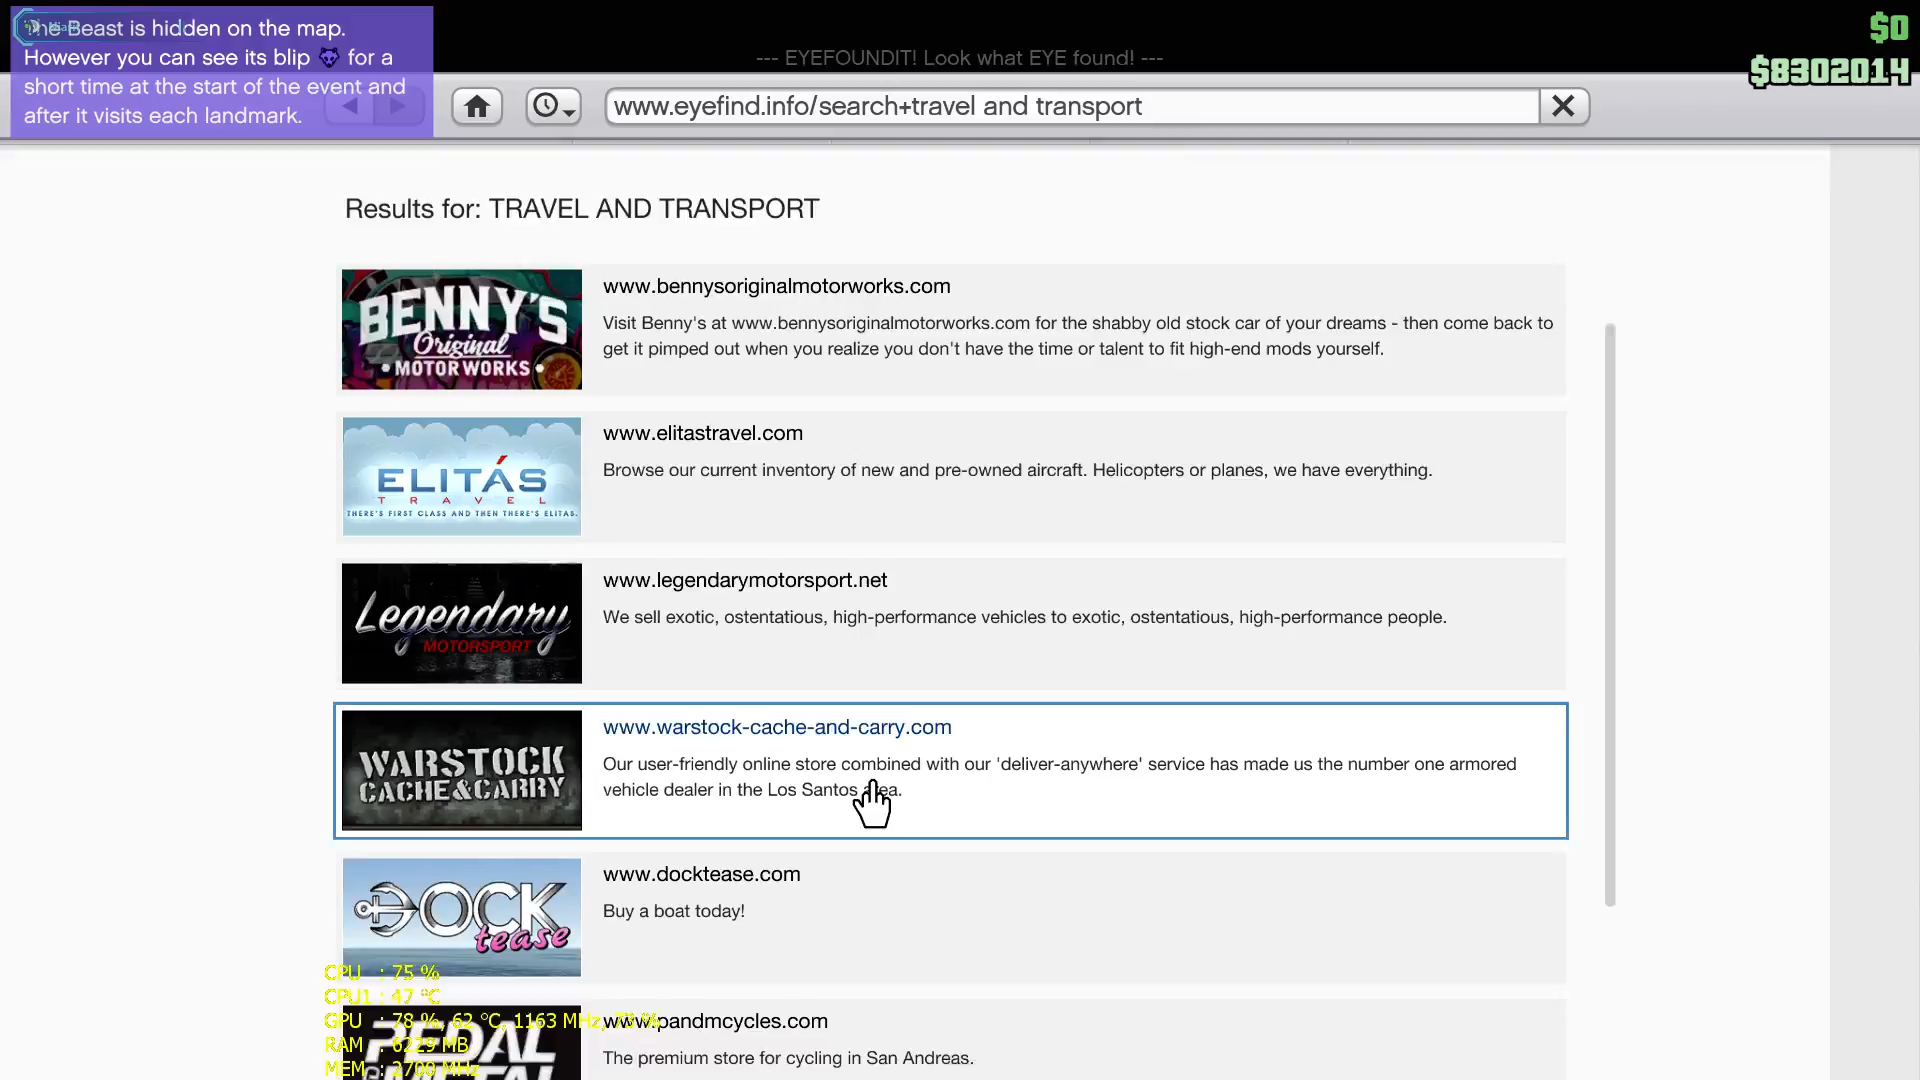 The Beast is hidden on the map.
However you can see its blip for a
short time at the start of the event and
after it visits each landmark.
--- EYEFOUNDIT! Look what EYE found! ---
$0
$8302014
www.eyefind.info/search+travel and transport
Results for: TRAVEL AND TRANSPORT
BENNY'S
Original
MOTOR WORKS
www.bennysoriginalmotorworks.com
Visit Benny's at www.bennysoriginalmotorworks.com for the shabby old stock car of your dreams - then come back to
get it pimped out when you realize you don't have the time or talent to fit high-end mods yourself.
ELITÁS
TRAVEL
THERE'S FIRST CLASS AND THEN THERE'S ELITAS.
www.elitastravel.com
Browse our current inventory of new and pre-owned aircraft. Helicopters or planes, we have everything.
Legendary
MOTORSPORT
www.legendarymotorsport.net
We sell exotic, ostentatious, high-performance vehicles to exotic, ostentatious, high-performance people.
WARSTOCK
CACHE&CARRY
www.warstock-cache-and-carry.com
Our user-friendly online store combined with our 'deliver-anywhere' service has made us the number one armored
vehicle dealer in the Los Santos area.
DOCK
tease
www.docktease.com
Buy a boat today!
CPU : 75 %
CPU1 : 47 °C
GPU : 78 %, 62 °C, 1163 MHz, 73 %
RAM : 6229 MB
MEM : 2700 MHz
PEDAL
METAL
www.pandmcycles.com
The premium store for cycling in San Andreas.